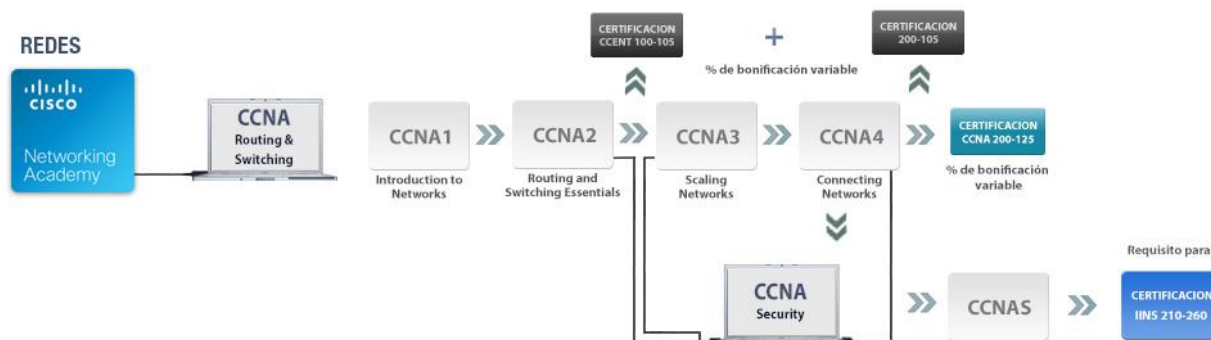 REDES
CISCO
Networking
Academy
CCNA
Routing &
Switching
CCNA1
Introduction to
Networks
CCNA2
Routing and
Switching Essentials
CERTIFICACION
CCENT 100-105
+
% de bonificación variable
CERTIFICACION
200-105
CCNA3
Scaling
Networks
CCNA4
Connecting
Networks
CERTIFICACION
CCNA 200-125
% de bonificación
variable
CCNA
Security
CCNAS
Requisito para
CERTIFICACION
IINS 210-260